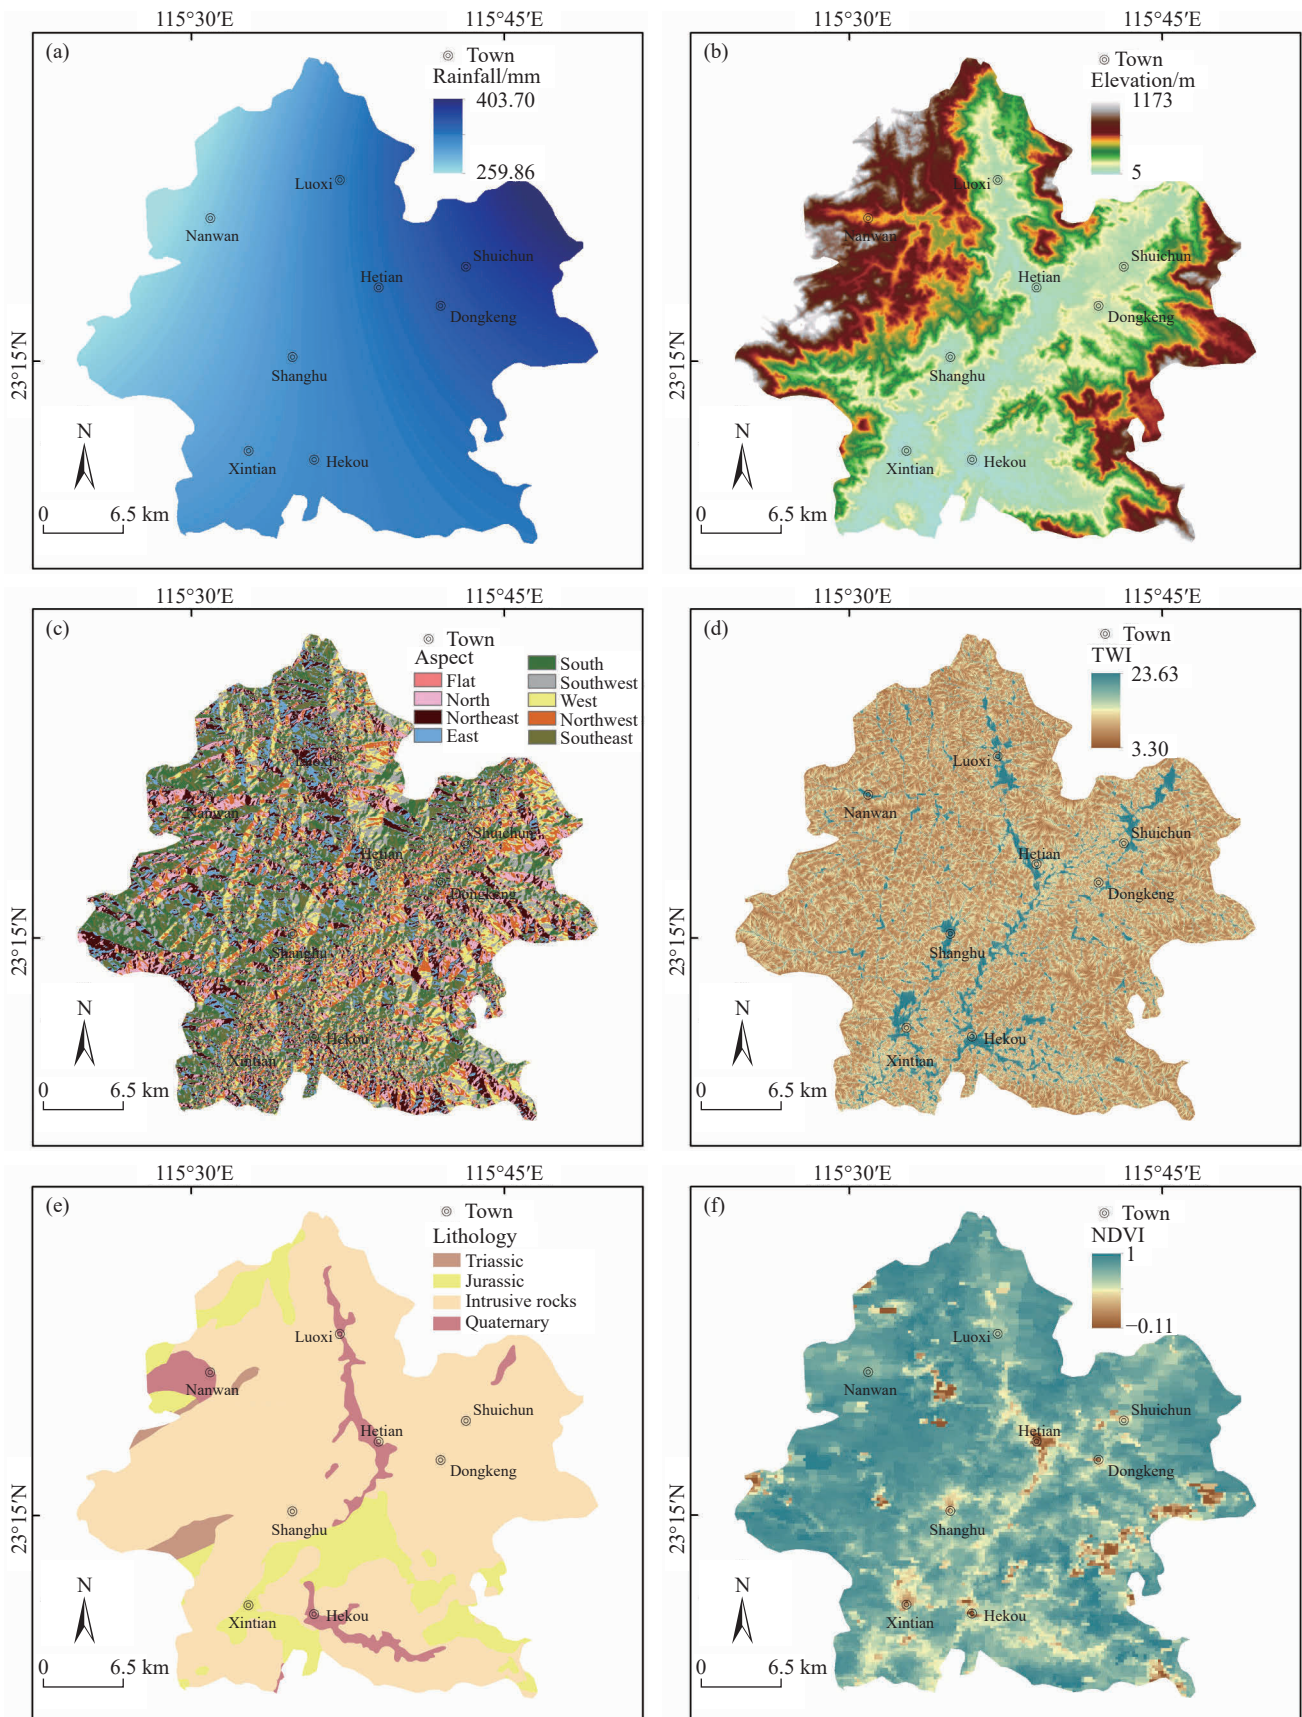 115°30′E
115°45′E
115°30′E
115°45′E
(a)
Town
Rainfall/mm
403.70
259.86
Luoxi
Nanwan
Shuichun
Hetian
Dongkeng
Shanghu
Xintian
Hekou
23°15′N
N
0
6.5 km
(b)
Town
Elevation/m
1173
5
Luoxi
Nanwan
Shuichun
Hetian
Dongkeng
Shanghu
Xintian
Hekou
23°15′N
N
0
6.5 km
115°30′E
115°45′E
115°30′E
115°45′E
(c)
Town
Aspect
Flat
North
Northeast
East
South
Southwest
West
Northwest
Southeast
Luoxi
Nanwan
Shuichun
Hetian
Dongkeng
Shanghu
Hekou
Xintian
23°15′N
N
0
6.5 km
(d)
Town
TWI
23.63
3.30
Luoxi
Nanwan
Shuichun
Hetian
Dongkeng
Shanghu
Hekou
Xintian
23°15′N
N
0
6.5 km
115°30′E
115°45′E
115°30′E
115°45′E
(e)
Town
Lithology
Triassic
Jurassic
Intrusive rocks
Quaternary
Luoxi
Nanwan
Shuichun
Hetian
Dongkeng
Shanghu
Xintian
Hekou
23°15′N
N
0
6.5 km
(f)
Town
NDVI
1
−0.11
Luoxi
Nanwan
Shuichun
Hetian
Dongkeng
Shanghu
Xintian
Hekou
23°15′N
N
0
6.5 km